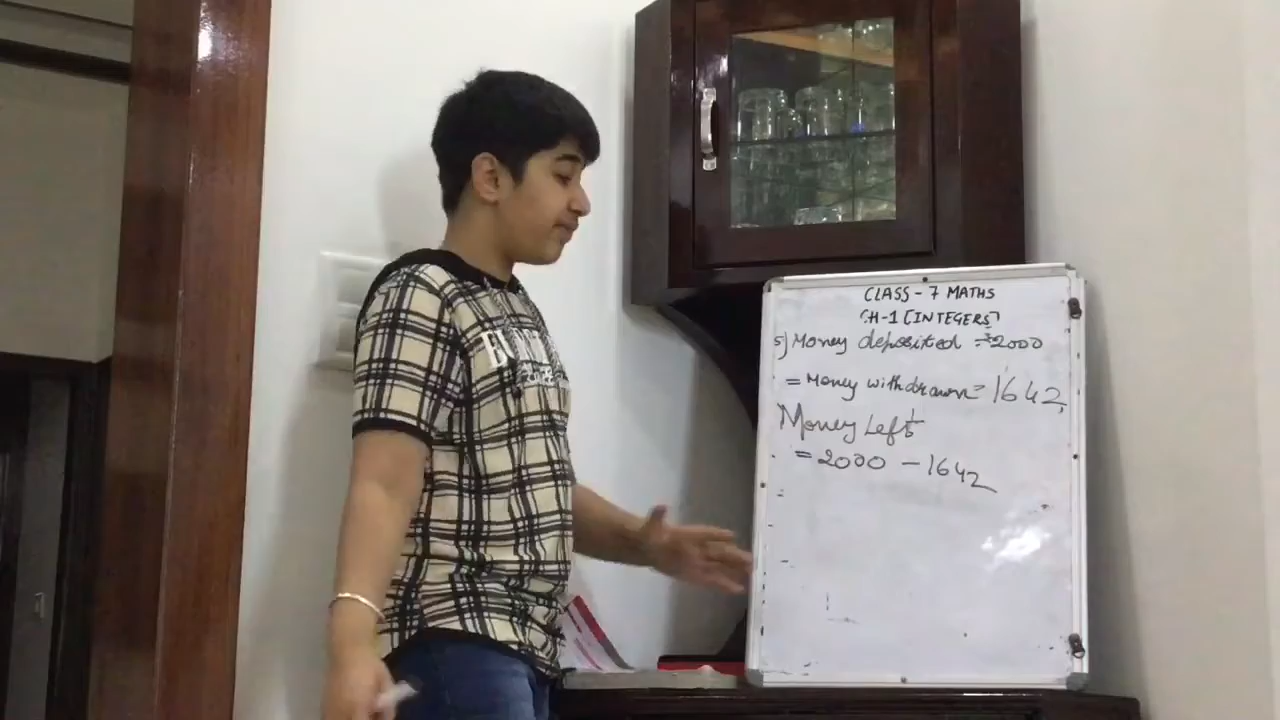 CLASS - 7 MATHS
CH-1 [INTEGERS]
5) Money deposited = ₹2000
= Money withdrawn = 1642
Money Left
= 2000 - 1642